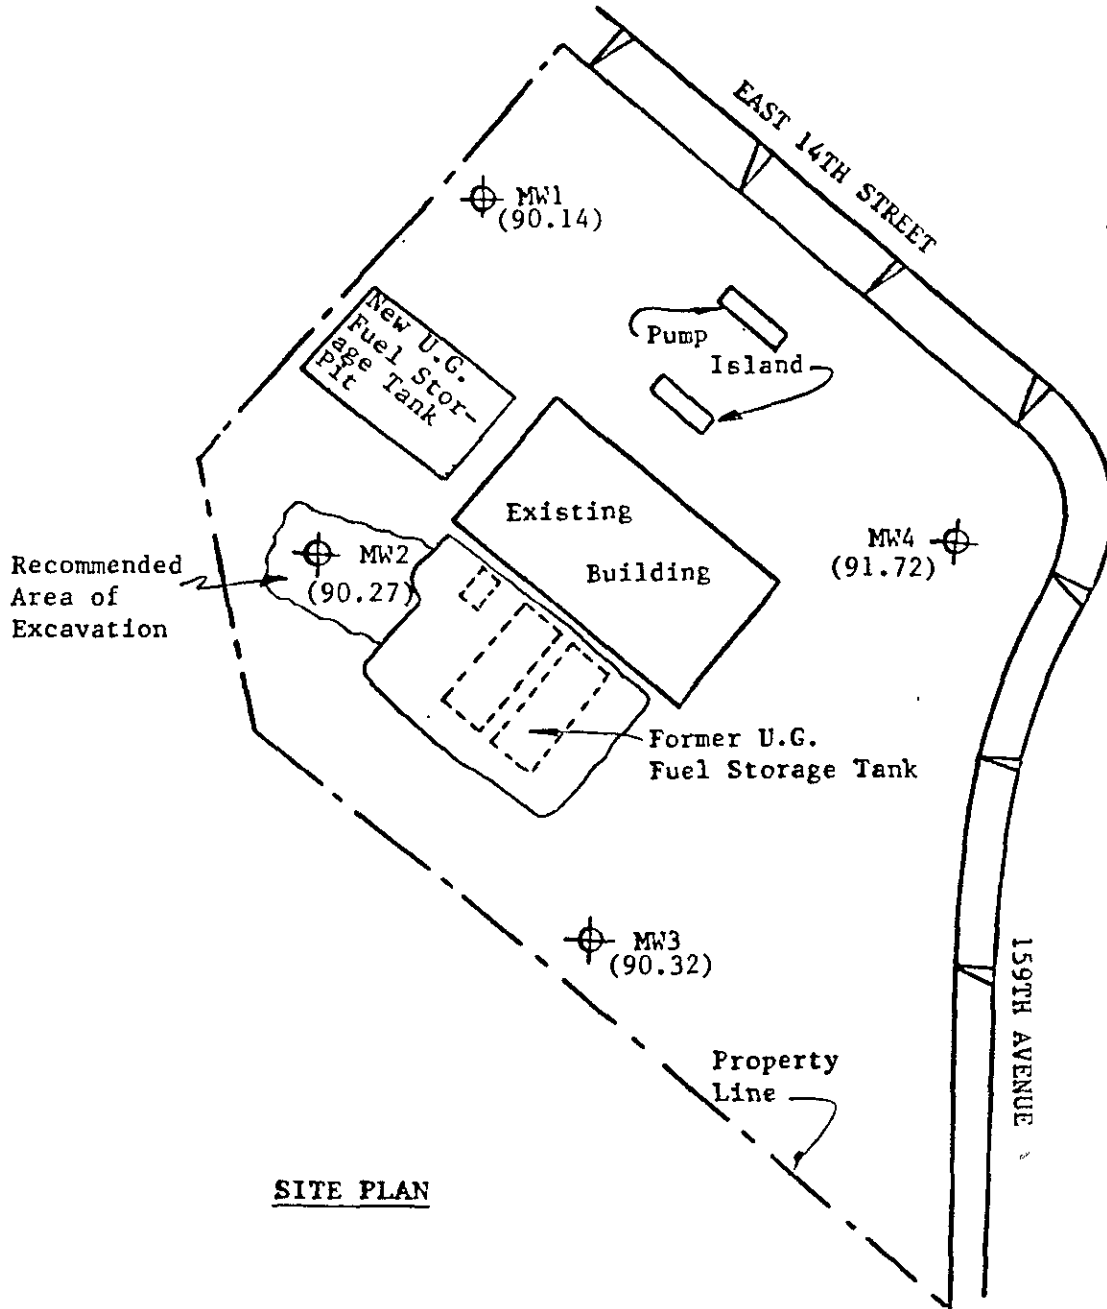 EAST 14TH STREET
MW1
(90.14)
New U.G.
Fuel Stor-
age Tank
Pit
Pump
Island
Existing
Building
MW4
(91.72)
MW2
(90.27)
Recommended
Area of
Excavation
Former U.G.
Fuel Storage Tank
MW3
(90.32)
159TH AVENUE
Property
Line
SITE PLAN